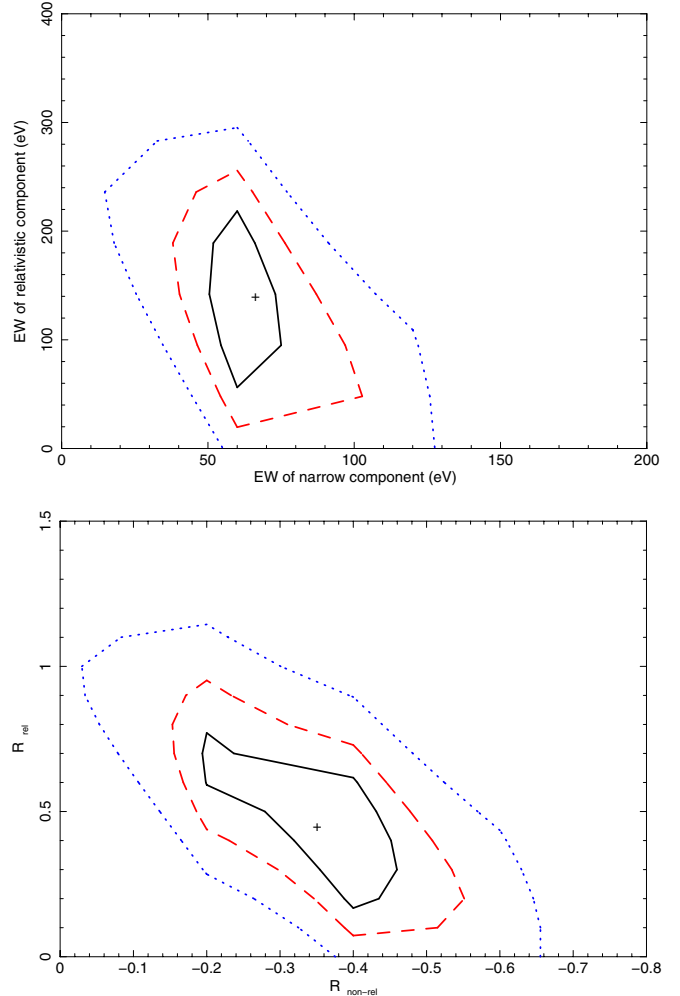 400
300
200
100
0
EW of relativistic component (eV)
0 50 100 150 200
EW of narrow component (eV)
1.5
1
0.5
0
R rel
0 −0.1 −0.2 −0.3 −0.4 −0.5 −0.6 −0.7 −0.8
R non−rel